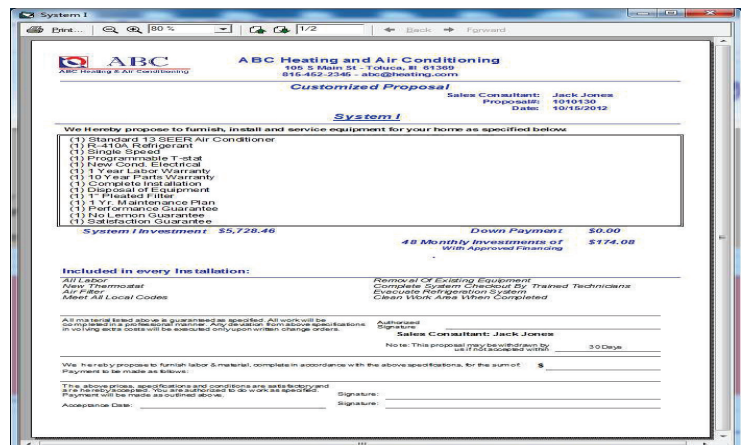 System I
Print... 80 % 1/2 Back Forward
ABC
ABC Heating & Air Conditioning
ABC Heating and Air Conditioning
105 S Main St - Toluca, Il 61369
815-452-2346 - abc@heating.com
Customized Proposal
Sales Consultant: Jack Jones
Proposal#: 1010130
Date: 10/15/2012
System I
We Hereby propose to furnish, install and service equipment for your home as specified below:
(1) Standard 13 SEER Air Conditioner
(1) R-410A Refrigerant
(1) Single Speed
(1) Programmable T-stat
(1) New Cond. Electrical
(1) 1 Year Labor Warranty
(1) 10 Year Parts Warranty
(1) Complete Installation
(1) Disposal of Equipment
(1) 1" Pleated Filter
(1) 1 Yr. Maintenance Plan
(1) Performance Guarantee
(1) No Lemon Guarantee
(1) Satisfaction Guarantee
System I Investment $5,728.46 Down Payment $0.00
48 Monthly Investments of $174.08
With Approved Financing
Included in every Installation:
All Labor Removal Of Existing Equipment
New Thermostat Complete System Checkout By Trained Technicians
Air Filter Evacuate Refrigeration System
Meet All Local Codes Clean Work Area When Completed
All material listed above is guaranteed as specified. All work will be
completed in a professional manner. Any deviation from above specifications
in volving extra costs will be executed only upon written change orders.
Authorized
Signature
Sales Consultant: Jack Jones
Note: This proposal may be withdrawn by
us if not accepted within 30 Days
We hereby propose to furnish labor & material, complete in accordance with the above specifications, for the sum of: $
Payment to be made as follows:
The above prices, specifications and conditions are satisfactory and
are hereby accepted. You are authorized to do work as specified.
Payment will be made as outlined above.
Signature:
Acceptance Date: Signature: